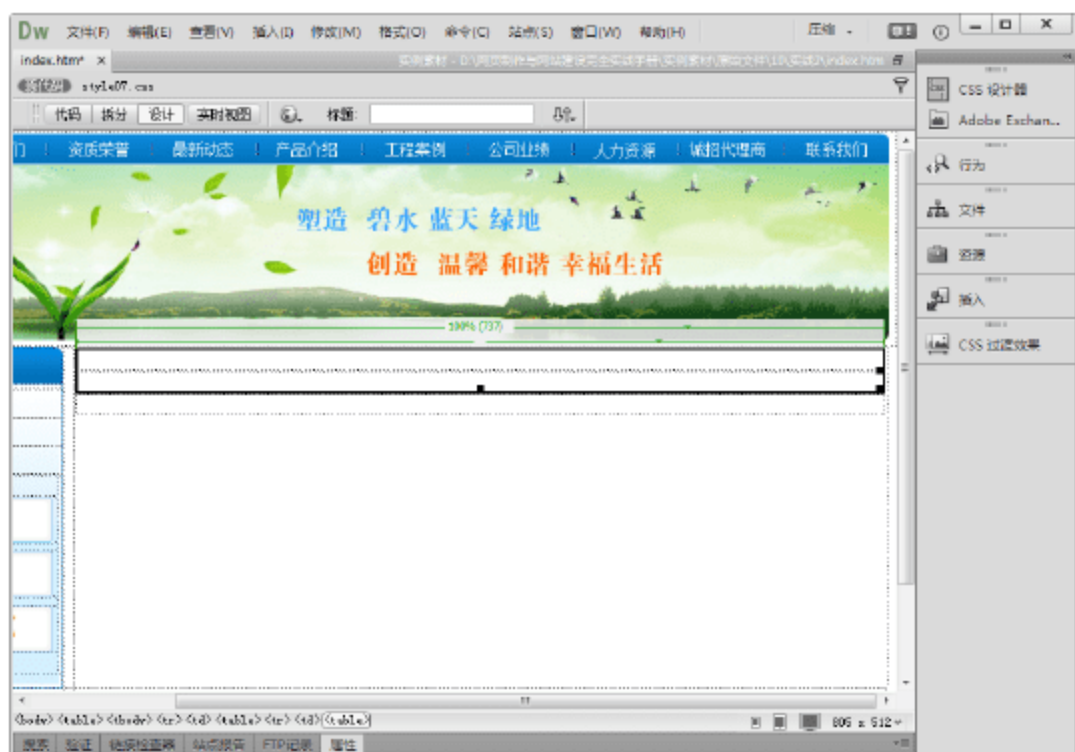 Dw 文件(F) 编辑(E) 查看(V) 插入(I) 修改(M) 格式(O) 命令(C) 站点(S) 窗口(W) 帮助(H) 压缩
index.htm* ×
源代码 style07.css
代码 拆分 设计 实时视图 标题:
们 资质荣誉 最新动态 产品介绍 工程案例 公司业绩 人力资源 诚招代理商 联系我们
塑造 碧水 蓝天 绿地
创造 温馨 和谐 幸福生活
100% (737)
<body> <table> <tbody> <tr> <td> <table> <tr> <td> <table>
805 x 512
搜索 验证 链接检查器 站点报告 FTP记录 属性
CSS 设计器
Adobe Exchan...
行为
文件
资源
插入
CSS 过渡效果